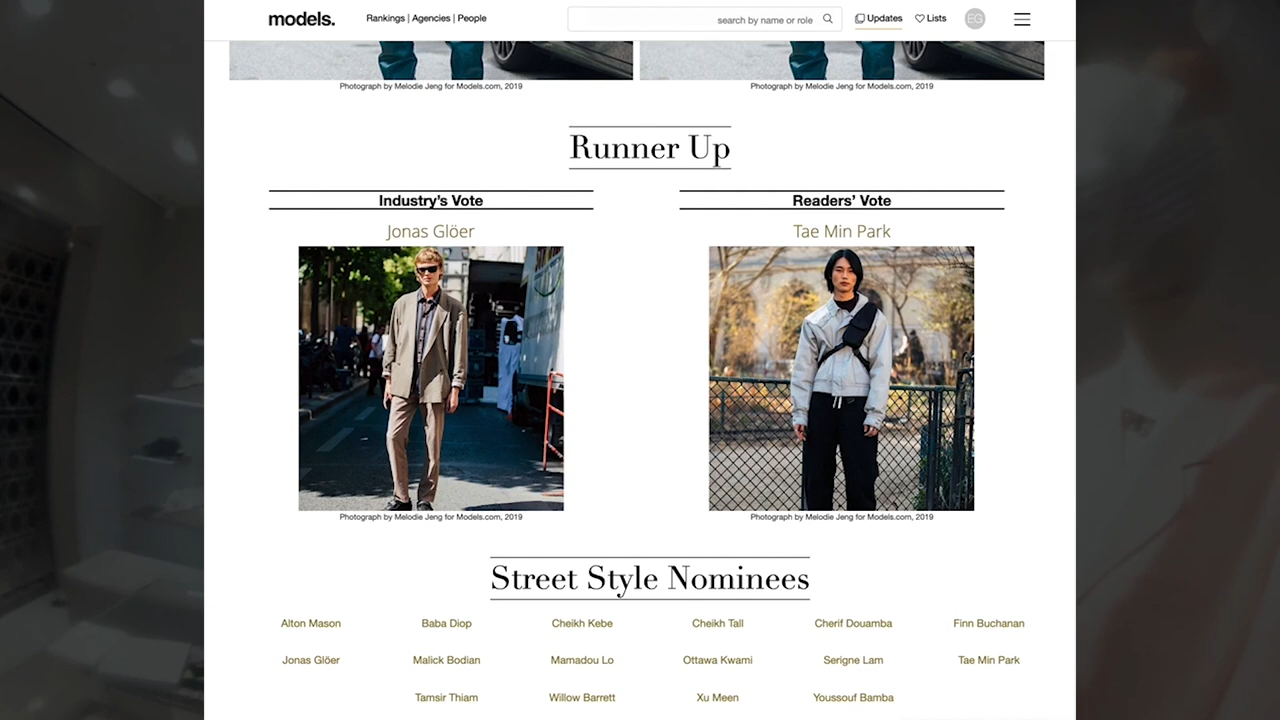 models.
Rankings | Agencies | People
search by name or role
Updates
Lists
EG
Photograph by Melodie Jeng for Models.com, 2019
Photograph by Melodie Jeng for Models.com, 2019
Runner Up
Industry's Vote
Readers' Vote
Jonas Glöer
Tae Min Park
Photograph by Melodie Jeng for Models.com, 2019
Photograph by Melodie Jeng for Models.com, 2019
Street Style Nominees
Alton Mason Baba Diop Cheikh Kebe Cheikh Tall Cherif Douamba Finn Buchanan
Jonas Glöer Malick Bodian Mamadou Lo Ottawa Kwami Serigne Lam Tae Min Park
Tamsir Thiam Willow Barrett Xu Meen Youssouf Bamba